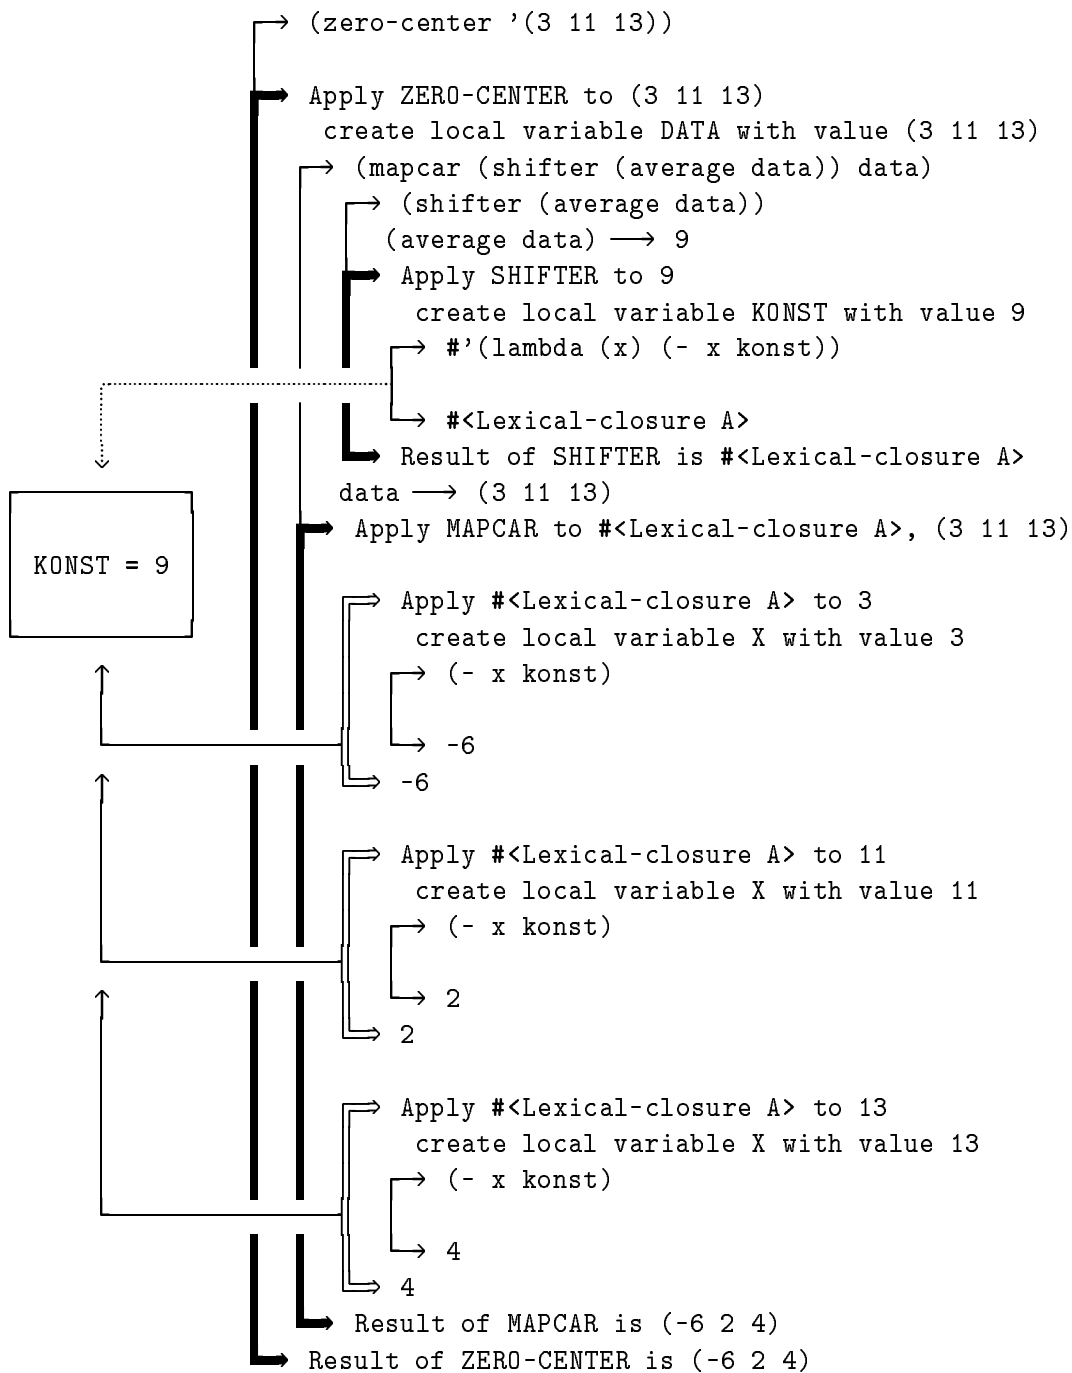 (zero-center ’(3 11 13))
Apply ZERO-CENTER to (3 11 13)
create local variable DATA with value (3 11 13)
(mapcar (shifter (average data)) data)
(shifter (average data))
(average data) → 9
Apply SHIFTER to 9
create local variable KONST with value 9
#’(lambda (x) (- x konst))
#<Lexical-closure A>
Result of SHIFTER is #<Lexical-closure A>
data → (3 11 13)
Apply MAPCAR to #<Lexical-closure A>, (3 11 13)
KONST = 9
Apply #<Lexical-closure A> to 3
create local variable X with value 3
(- x konst)
-6
-6
Apply #<Lexical-closure A> to 11
create local variable X with value 11
(- x konst)
2
2
Apply #<Lexical-closure A> to 13
create local variable X with value 13
(- x konst)
4
4
Result of MAPCAR is (-6 2 4)
Result of ZERO-CENTER is (-6 2 4)